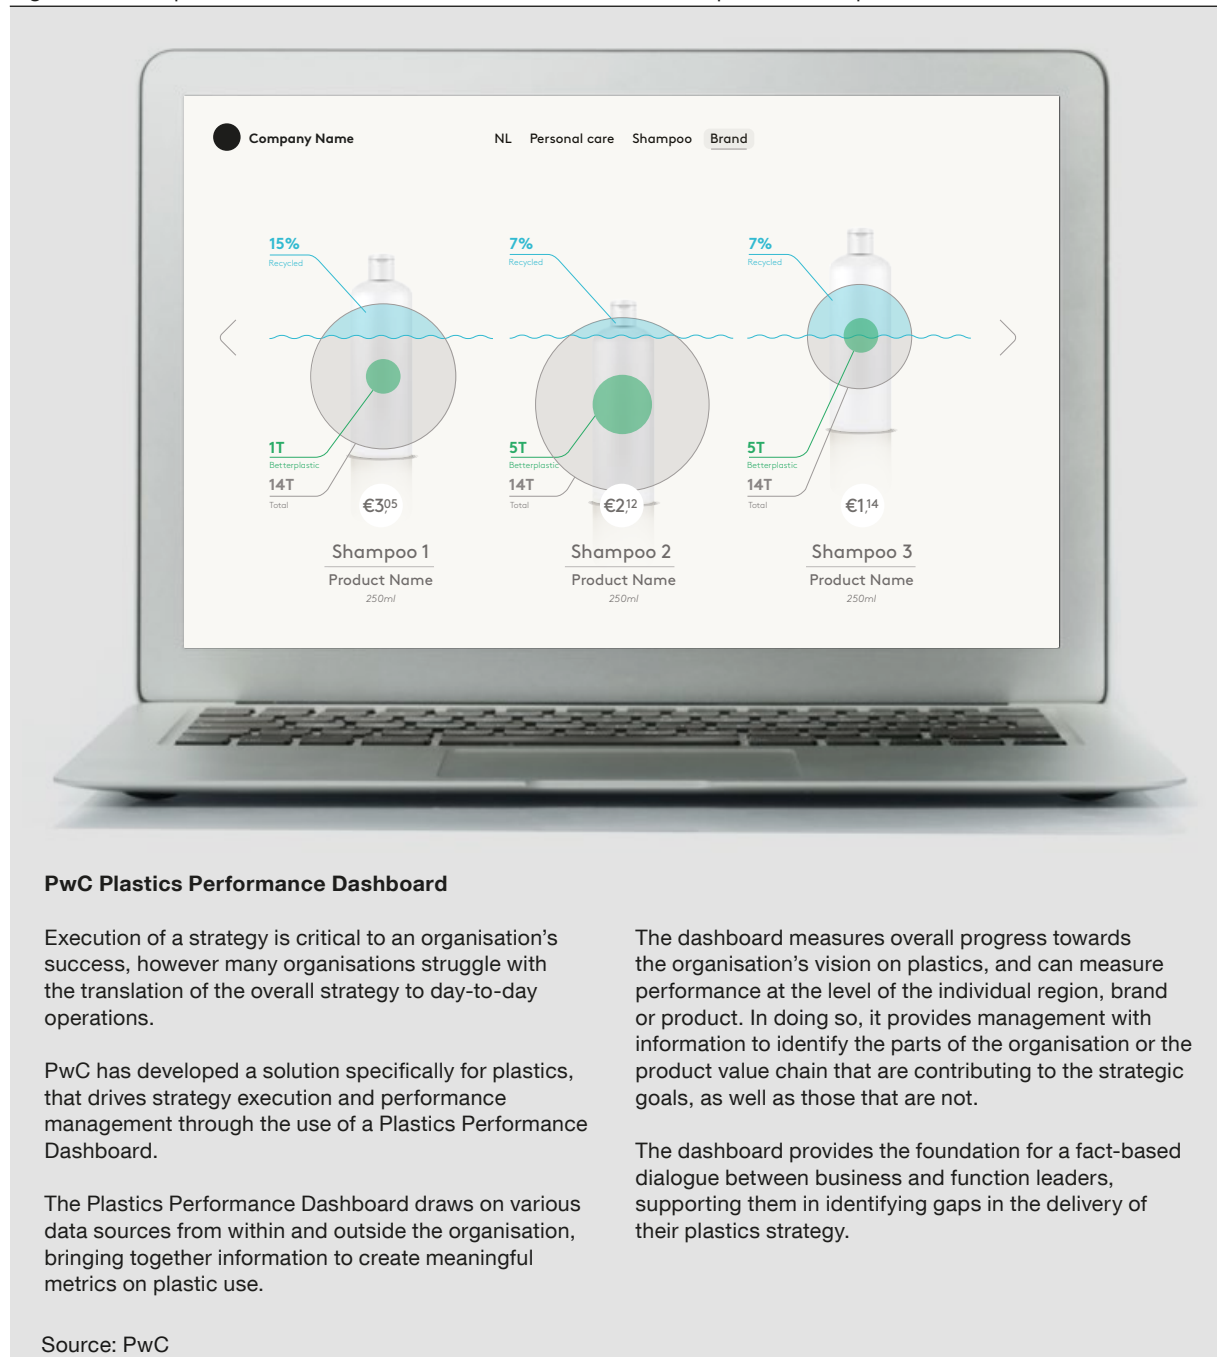 Company Name
NL Personal care Shampoo Brand
15%
Recycled
7%
Recycled
7%
Recycled
1T
Betterplastic
14T
Total
5T
Betterplastic
14T
Total
5T
Betterplastic
14T
Total
€3,05
€2,12
€1,14
Shampoo 1
Product Name
250ml
Shampoo 2
Product Name
250ml
Shampoo 3
Product Name
250ml
PwC Plastics Performance Dashboard
Execution of a strategy is critical to an organisation's
success, however many organisations struggle with
the translation of the overall strategy to day-to-day
operations.
PwC has developed a solution specifically for plastics,
that drives strategy execution and performance
management through the use of a Plastics Performance
Dashboard.
The Plastics Performance Dashboard draws on various
data sources from within and outside the organisation,
bringing together information to create meaningful
metrics on plastic use.
The dashboard measures overall progress towards
the organisation's vision on plastics, and can measure
performance at the level of the individual region, brand
or product. In doing so, it provides management with
information to identify the parts of the organisation or the
product value chain that are contributing to the strategic
goals, as well as those that are not.
The dashboard provides the foundation for a fact-based
dialogue between business and function leaders,
supporting them in identifying gaps in the delivery of
their plastics strategy.
Source: PwC